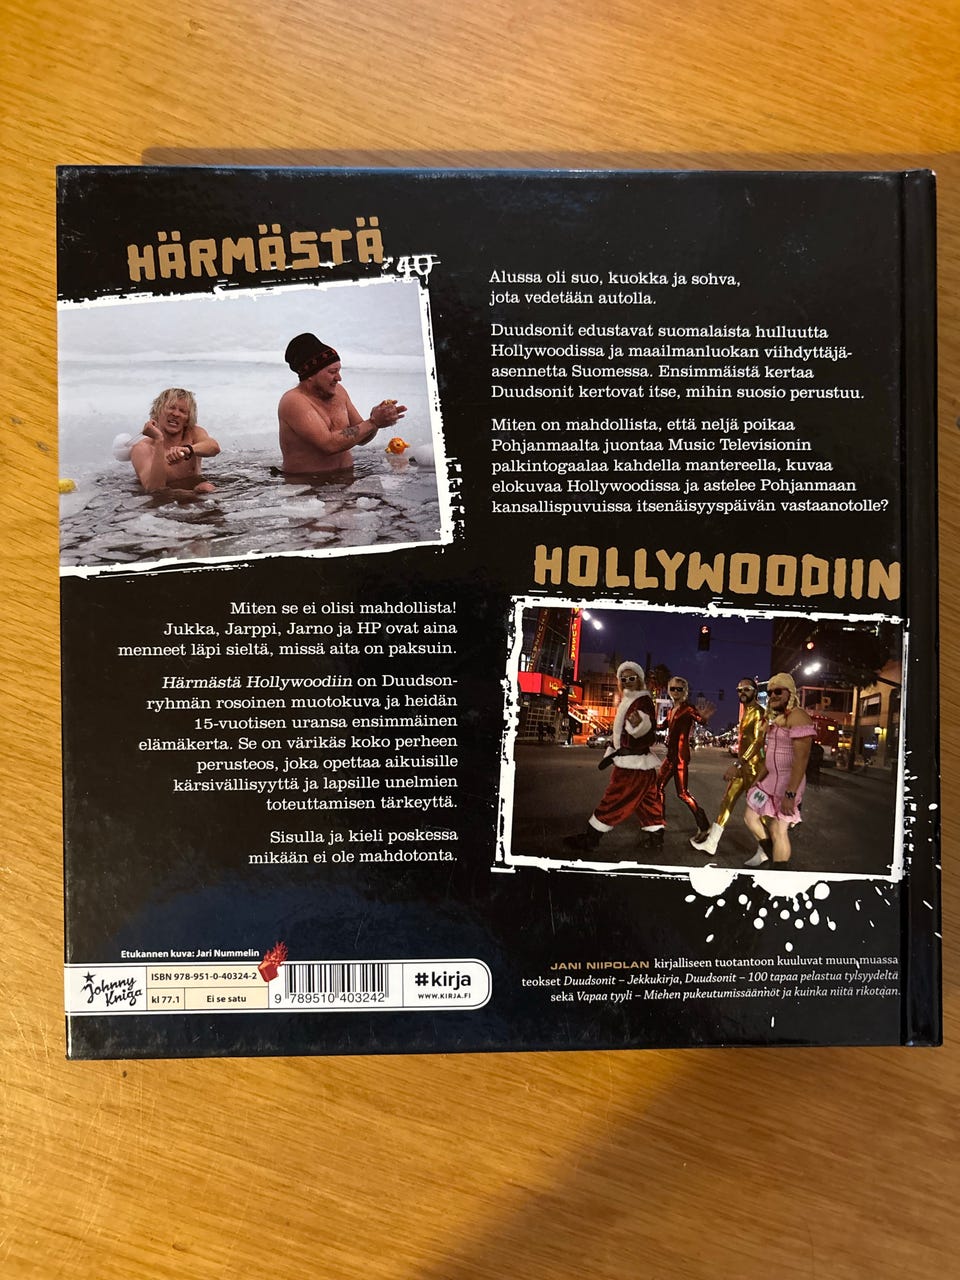 HÄRMÄSTÄ
Alussa oli suo, kuokka ja sohva,
jota vedetään autolla.
Duudsonit edustavat suomalaista hulluutta
Hollywoodissa ja maailmanluokan viihdyttäjä-
asennetta Suomessa. Ensimmäistä kertaa
Duudsonit kertovat itse, mihin suosio perustuu.
Miten on mahdollista, että neljä poikaa
Pohjanmaalta juontaa Music Televisionin
palkintogaalaa kahdella mantereella, kuvaa
elokuvaa Hollywoodissa ja astelee Pohjanmaan
kansallispuvuissa itsenäisyyspäivän vastaanotolle?
HOLLYWOODIIN
Miten se ei olisi mahdollista!
Jukka, Jarppi, Jarno ja HP ovat aina
menneet läpi sieltä, missä aita on paksuin.
Härmästä Hollywoodiin on Duudson-
ryhmän rosoinen muotokuva ja heidän
15-vuotisen uransa ensimmäinen
elämäkerta. Se on värikäs koko perheen
perusteos, joka opettaa aikuisille
kärsivällisyyttä ja lapsille unelmien
toteuttamisen tärkeyttä.
Sisulla ja kieli poskessa
mikään ei ole mahdotonta.
Etukannen kuva: Jari Nummelin
Johnny
Kniga
ISBN 978-951-0-40324-2
kl 77.1
Ei se satu
9 789510 403242
#kirja
WWW.KIRJA.FI
JANI NIIPOLAN kirjalliseen tuotantoon kuuluvat muun muassa
teokset Duudsonit – Jekkukirja, Duudsonit – 100 tapaa pelastua tylsyydeltä
sekä Vapaa tyyli – Miehen pukeutumissäännöt ja kuinka niitä rikotaan.